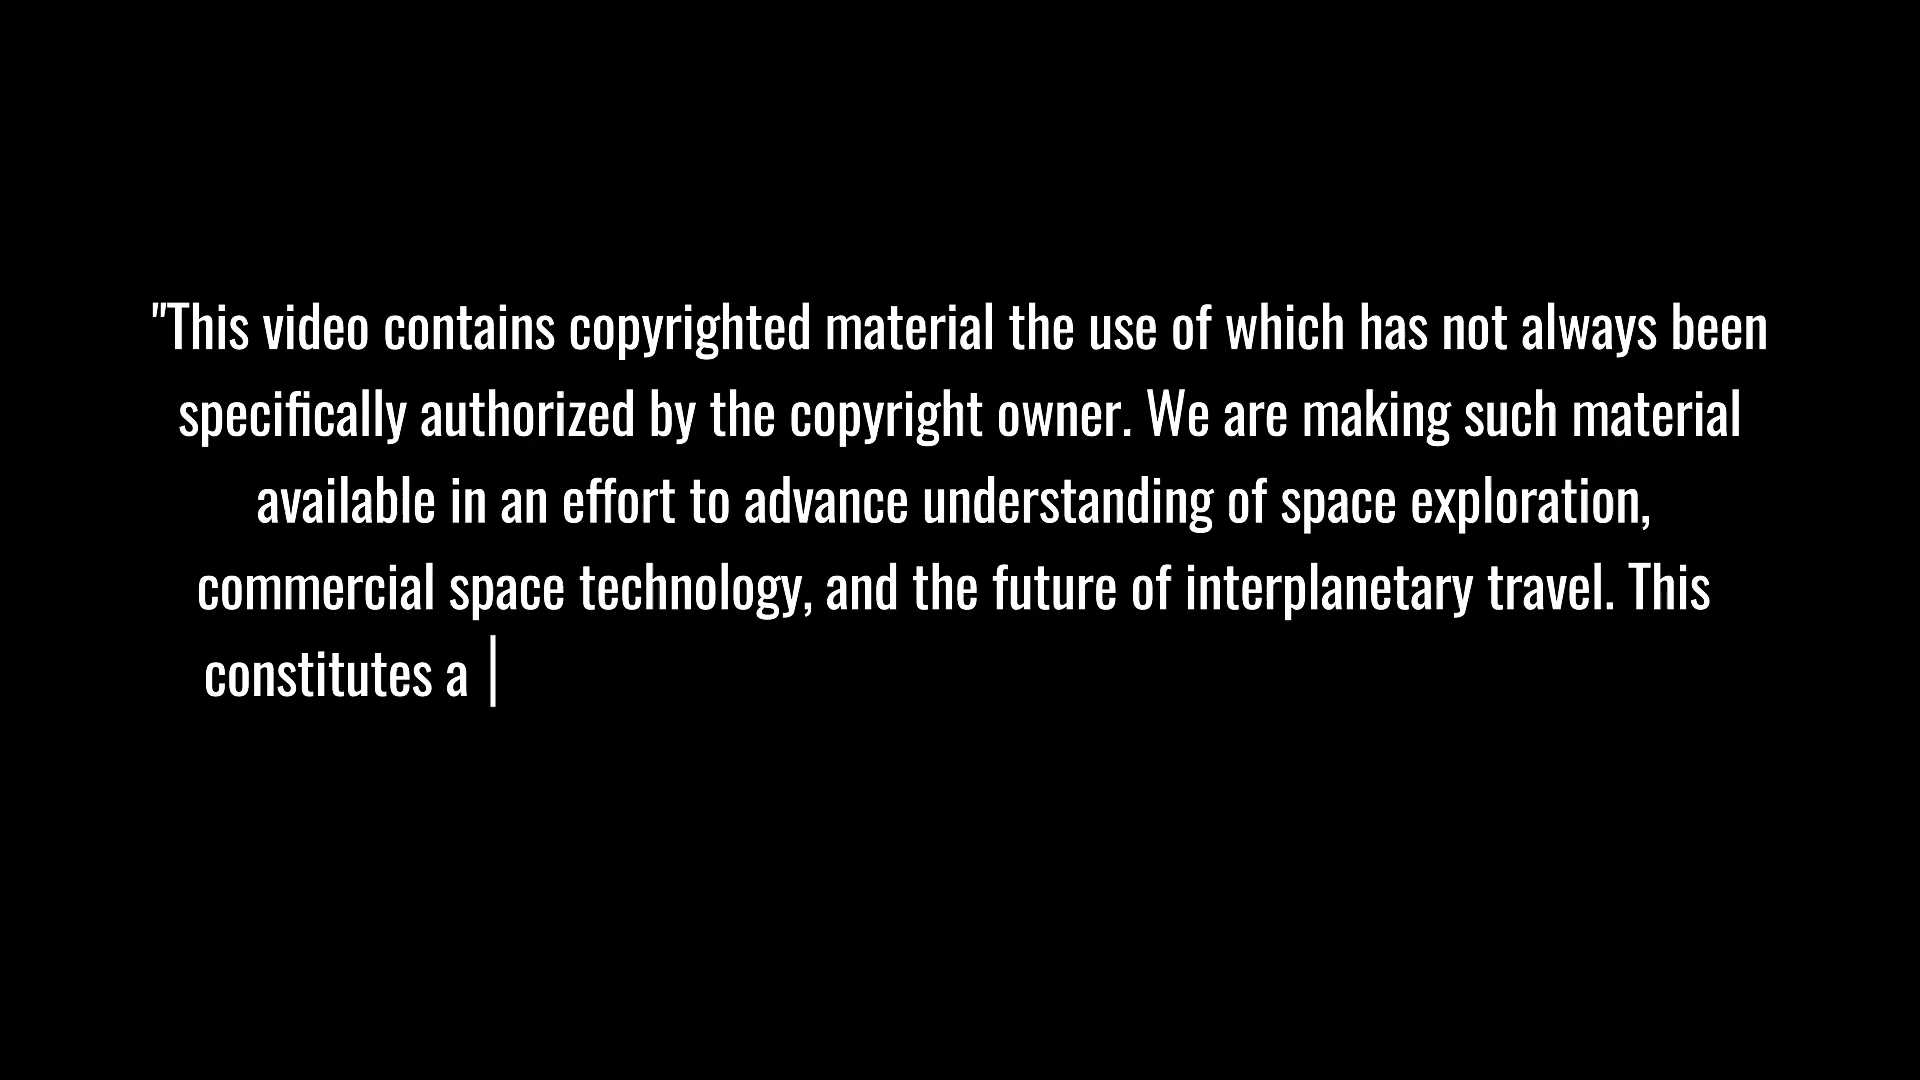 "This video contains copyrighted material the use of which has not always been
specifically authorized by the copyright owner. We are making such material
available in an effort to advance understanding of space exploration,
commercial space technology, and the future of interplanetary travel. This
constitutes a